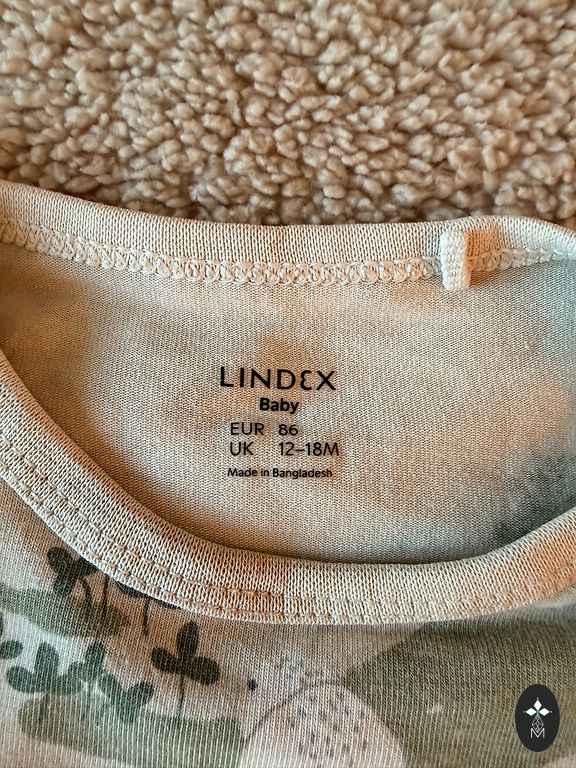 LINDEX
Baby
EUR 86
UK 12–18M
Made in Bangladesh
M